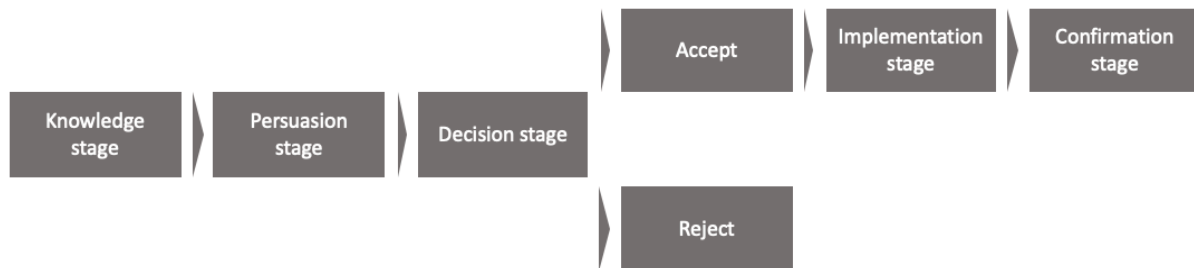 Knowledge
stage
Persuasion
stage
Decision stage
Accept
Implementation
stage
Confirmation
stage
Reject